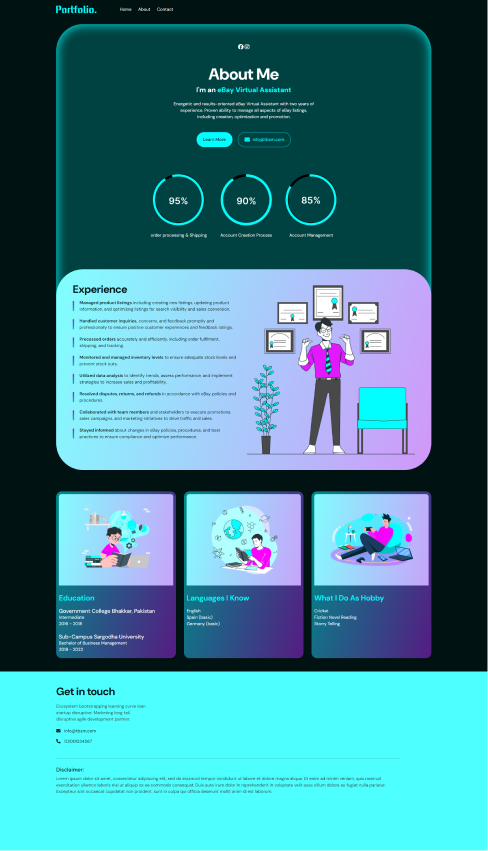 Portfolio.
Home About Contact
About Me
I'm an eBay Virtual Assistant
Energetic and results-oriented eBay Virtual Assistant with two years of
experience. Proven ability to manage all aspects of eBay listings,
including creation, optimization and promotion.
Learn More
info@tbsm.com
95%
90%
85%
order processing & Shipping
Account Creation Process
Account Management
Experience
Managed product listings including creating new listings, updating product
information, and optimizing listings for search visibility and sales conversion.
Handled customer inquiries, concerns, and feedback promptly and
professionally to ensure positive customer experiences and feedback ratings.
Processed orders accurately and efficiently, including order fulfillment,
shipping, and tracking.
Monitored and managed inventory levels to ensure adequate stock levels and
prevent stock outs.
Utilized data analysis to identify trends, assess performance, and implement
strategies to increase sales and profitability.
Resolved disputes, returns, and refunds in accordance with eBay policies and
procedures.
Collaborated with team members and stakeholders to execute promotions,
sales campaigns, and marketing initiatives to drive traffic and sales.
Stayed informed about changes in eBay policies, procedures, and best
practices to ensure compliance and optimize performance.
Education
Government College Bhakkar, Pakistan
Intermediate
2016 - 2018
Sub-Campus Sargodha University
Bachelor of Business Management
2018 - 2022
Languages I Know
English
Spain (basic)
Germany (basic)
What I Do As Hobby
Cricket
Fiction Novel Reading
Story Telling
Get in touch
Ecosystem bootstrapping learning curve lean
startup disruptive. Marketing long tail
disruptive agile development partner.
info@tbsm.com
Disclaimer:
Lorem ipsum dolor sit amet, consectetur adipiscing elit, sed do eiusmod tempor incididunt ut labore et dolore magna aliqua. Ut enim ad minim veniam, quis nostrud
exercitation ullamco laboris nisi ut aliquip ex ea commodo consequat. Duis aute irure dolor in reprehenderit in voluptate velit esse cillum dolore eu fugiat nulla pariatur.
Excepteur sint occaecat cupidatat non proident, sunt in culpa qui officia deserunt mollit anim id est laborum.